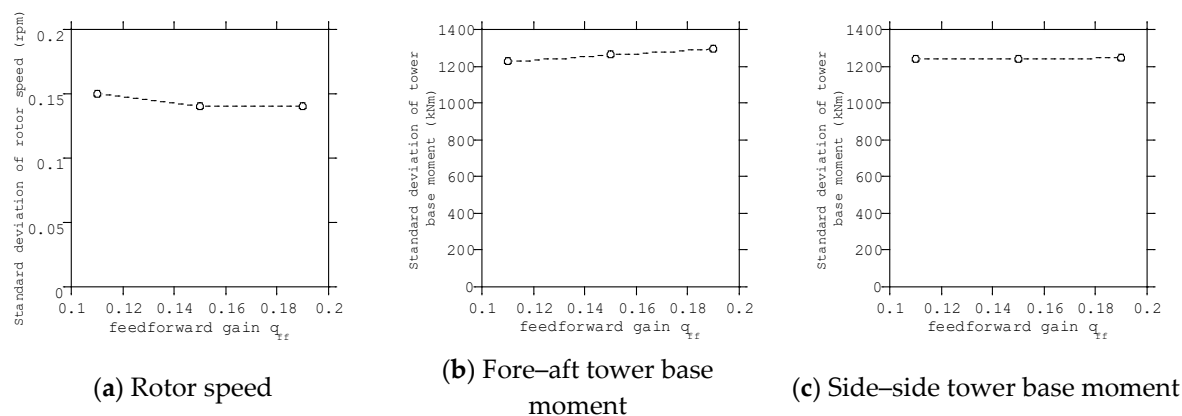 Standard deviation of rotor speed (rpm)
0.2
0.15
0.1
0.05
0
0.1 0.12 0.14 0.16 0.18 0.2
feedforward gain qff
(a) Rotor speed
Standard deviation of tower
base moment (kNm)
1400
1200
1000
800
600
400
200
0
0.1 0.12 0.14 0.16 0.18 0.2
feedforward gain qff
(b) Fore–aft tower base
moment
Standard deviation of tower
base moment (kNm)
1400
1200
1000
800
600
400
200
0
0.1 0.12 0.14 0.16 0.18 0.2
feedforward gain qff
(c) Side–side tower base moment